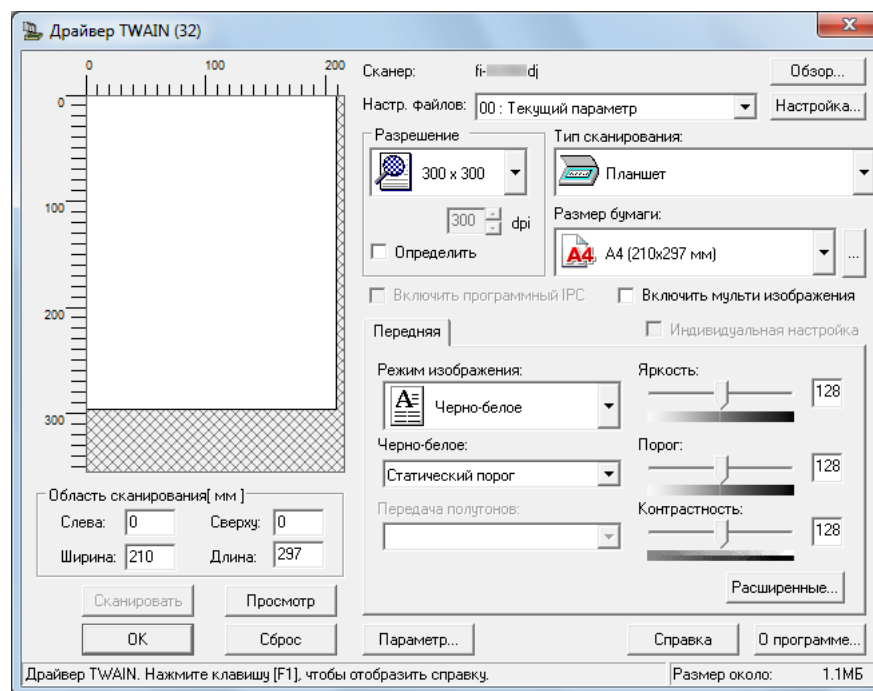 Драйвер TWAIN (32)
0 100 200
0
100
200
300
Сканер: fi- dj
Обзор...
Настр. файлов: 00 : Текущий параметр
Настройка...
Разрешение
300 x 300
300 dpi
Определить
Тип сканирования:
Планшет
Размер бумаги:
A4 A4 (210x297 мм)
...
Включить программный IPC
Включить мульти изображения
Передняя
Индивидуальная настройка
Режим изображения:
A Черно-белое
Черно-белое:
Статический порог
Передача полутонов:
Яркость:
128
Порог:
128
Контрастность:
128
Расширенные...
Область сканирования[ мм ]
Слева: 0 Сверху: 0
Ширина: 210 Длина: 297
Сканировать Просмотр
OK Сброс
Параметр... Справка О программе...
Драйвер TWAIN. Нажмите клавишу [F1], чтобы отобразить справку.
Размер около: 1.1МБ